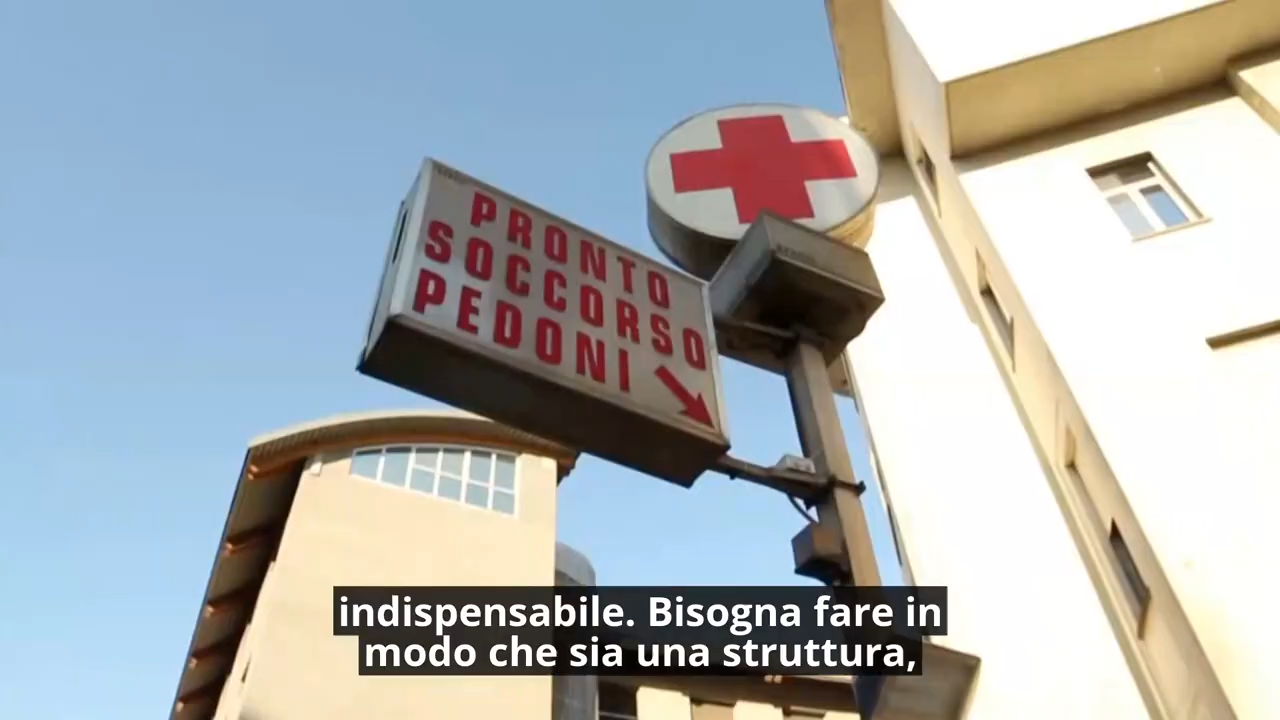 PRONTO
SOCCORSO
PEDONI
indispensabile. Bisogna fare in
modo che sia una struttura,